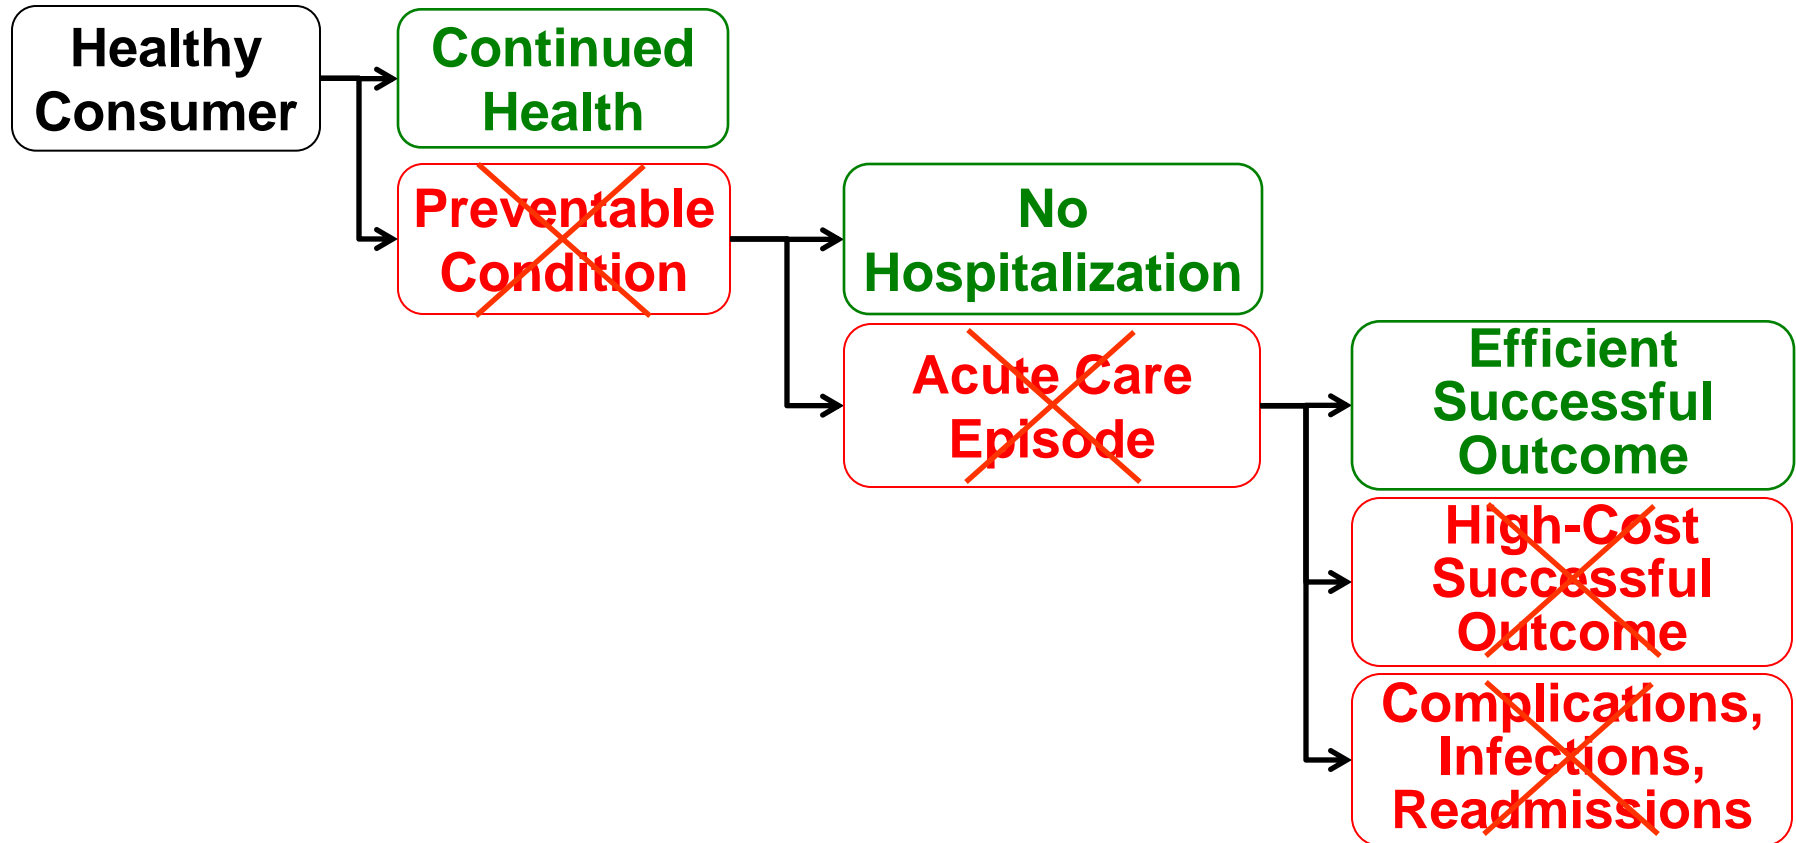 Healthy
Consumer
Continued
Health
Preventable
Condition
No
Hospitalization
Acute Care
Episode
Efficient
Successful
Outcome
High-Cost
Successful
Outcome
Complications,
Infections,
Readmissions